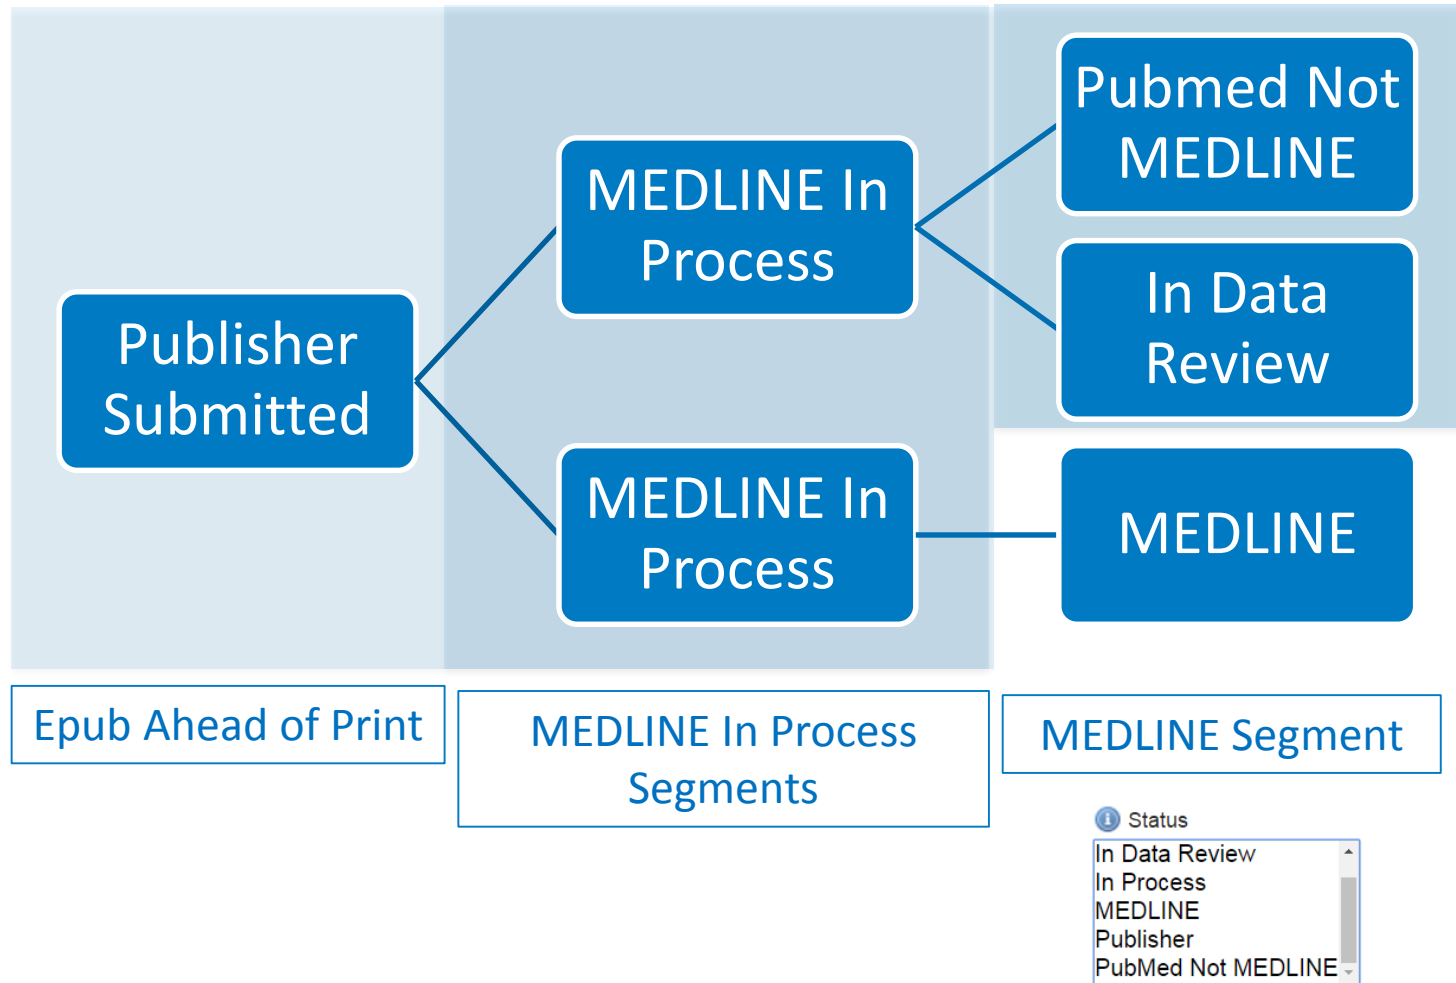 Publisher
Submitted
MEDLINE In
Process
MEDLINE In
Process
Pubmed Not
MEDLINE
In Data
Review
MEDLINE
Epub Ahead of Print
MEDLINE In Process
Segments
MEDLINE Segment
Status
In Data Review
In Process
MEDLINE
Publisher
PubMed Not MEDLINE